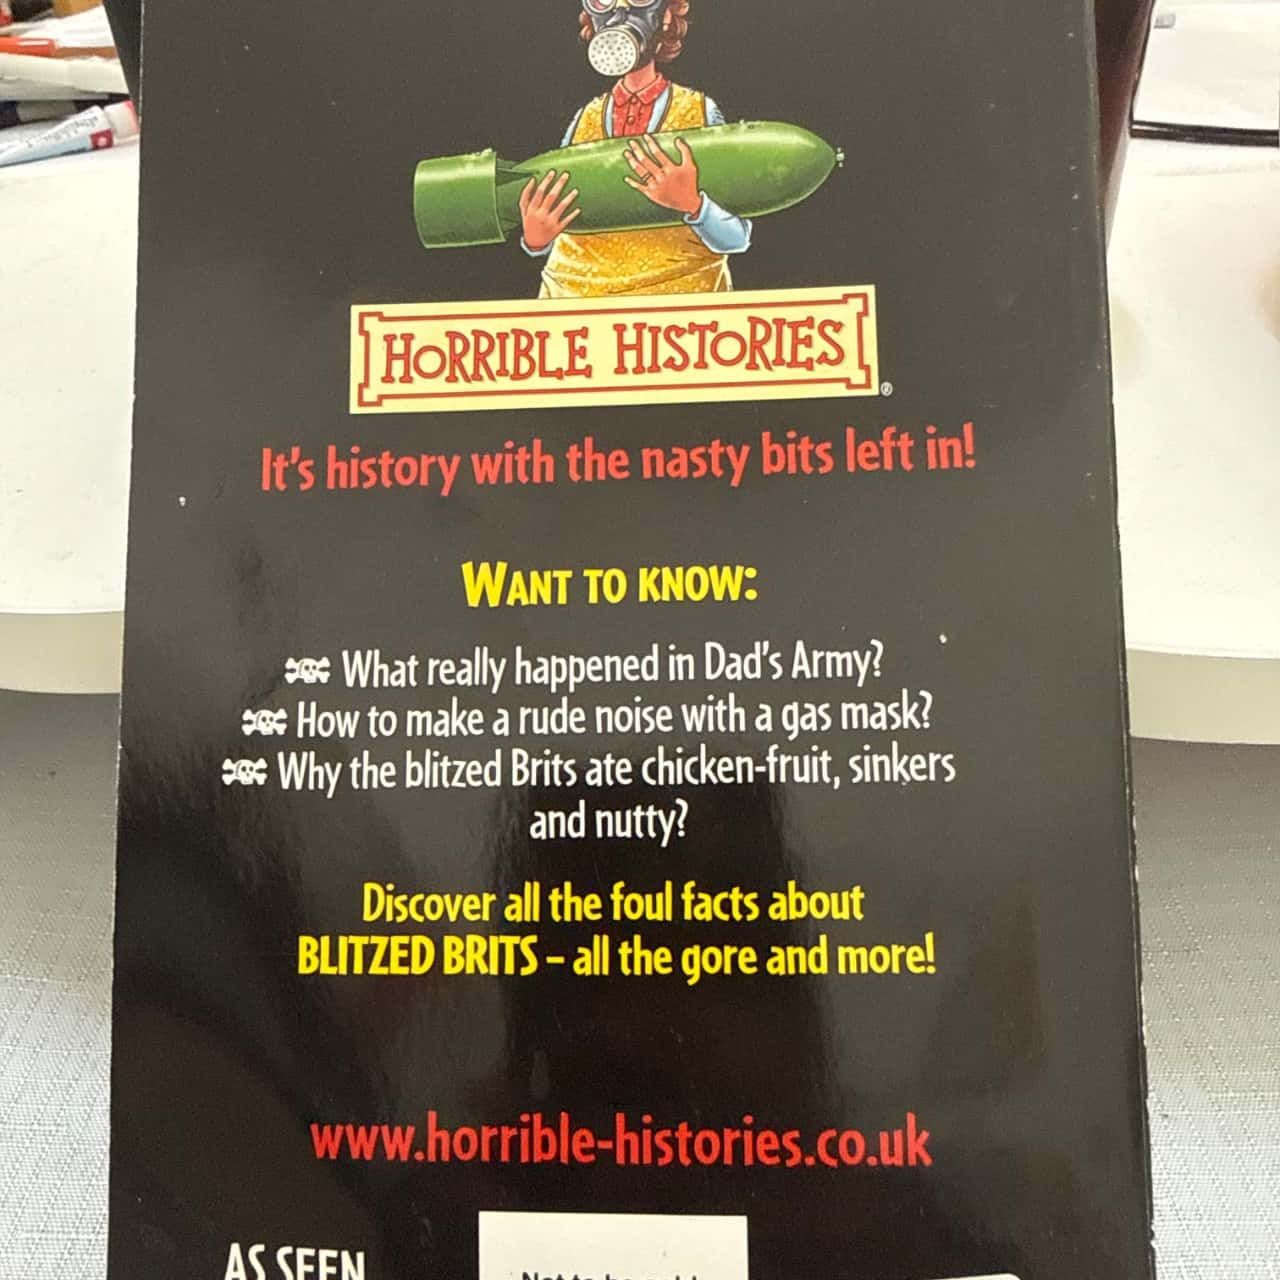 HORRIBLE HISTORIES
®
It's history with the nasty bits left in!
WANT TO KNOW:
What really happened in Dad's Army?
How to make a rude noise with a gas mask?
Why the blitzed Brits ate chicken-fruit, sinkers
and nutty?
Discover all the foul facts about
BLITZED BRITS – all the gore and more!
www.horrible-histories.co.uk
AS SEEN